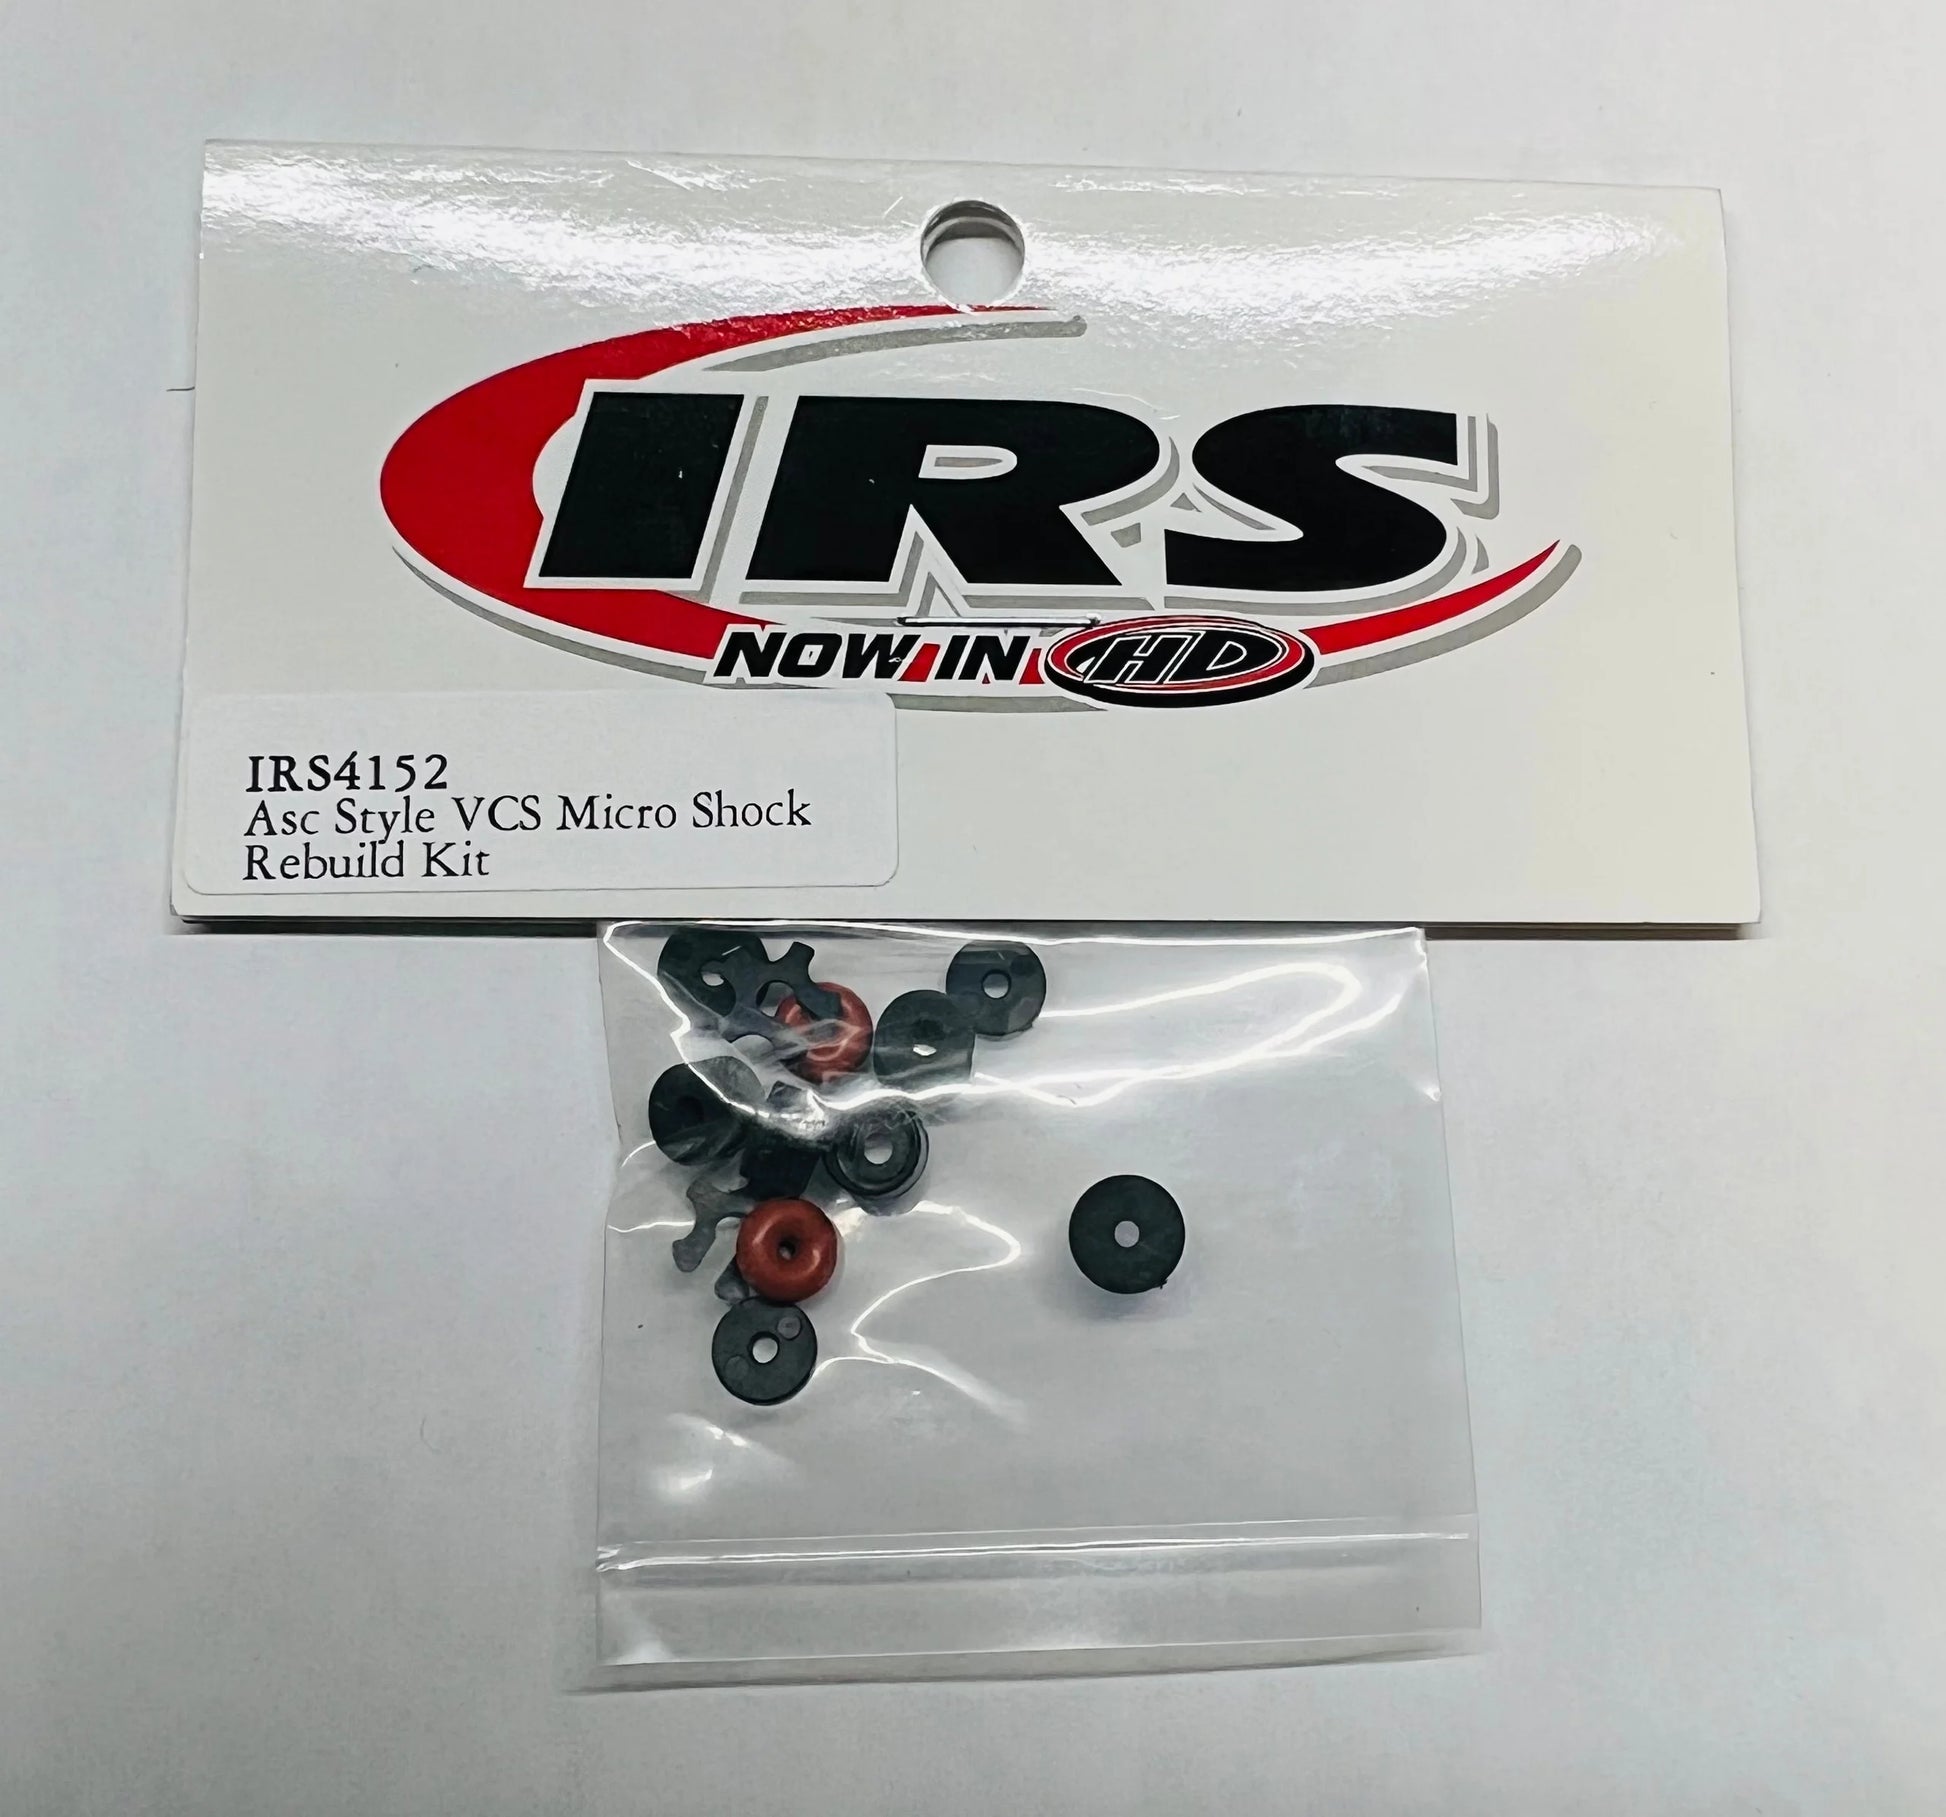 IRS
NOW IN HD
IRS4152
Asc Style VCS Micro Shock
Rebuild Kit